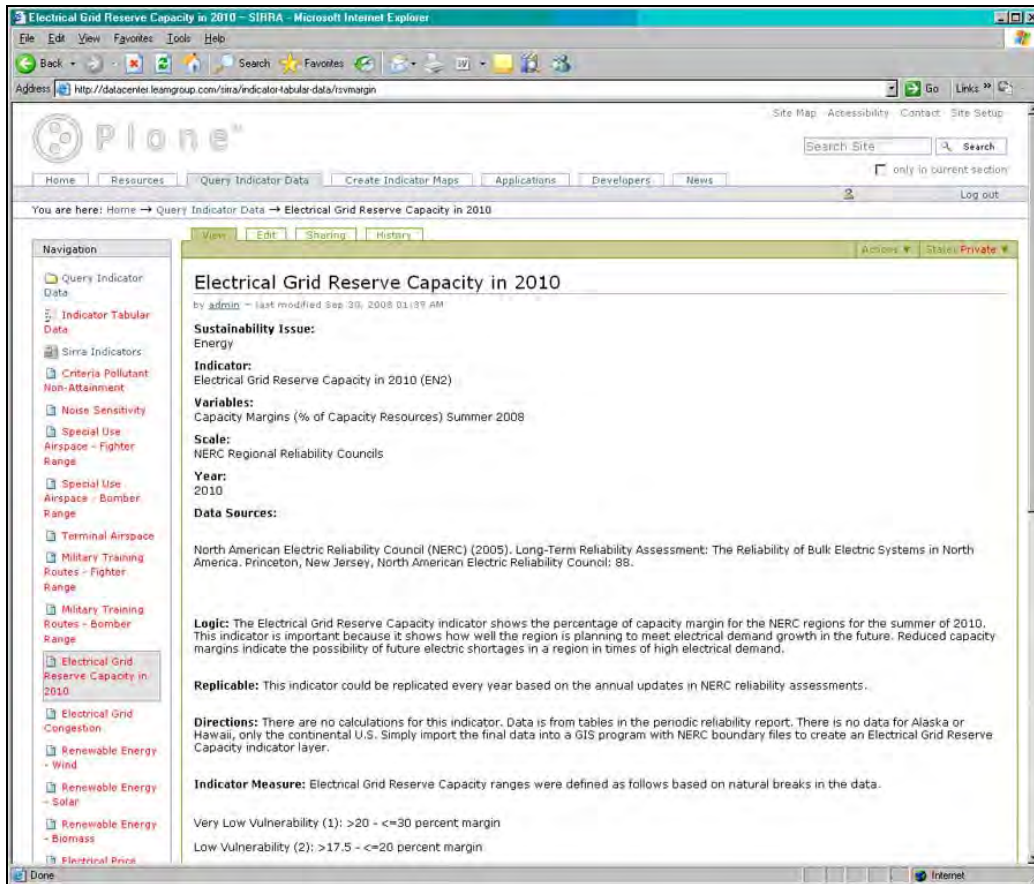 Electrical Grid Reserve Capacity in 2010 - SIRRA - Microsoft Internet Explorer
File Edit View Favorites Tools Help
Back Search Favorites
Address http://datacenter.leamgroup.com/sirra/indicator-tabular-data/rsvmargin Go Links »
Site Map Accessibility Contact Site Setup
Plone
Search Site Search
only in current section
Home Resources Query Indicator Data Create Indicator Maps Applications Developers News
Log out
You are here: Home → Query Indicator Data → Electrical Grid Reserve Capacity in 2010
View Edit Sharing History
Actions State: Private
Navigation
Query Indicator
Data
Indicator Tabular
Data
Sirra Indicators
Criteria Pollutant
Non-Attainment
Noise Sensitivity
Special Use
Airspace - Fighter
Range
Special Use
Airspace - Bomber
Range
Terminal Airspace
Military Training
Routes - Fighter
Range
Military Training
Routes - Bomber
Range
Electrical Grid
Reserve Capacity in
2010
Electrical Grid
Congestion
Renewable Energy
- Wind
Renewable Energy
- Solar
Renewable Energy
- Biomass
Electrical Price
Electrical Grid Reserve Capacity in 2010
by admin - last modified Sep 30, 2008 01:39 AM
Sustainability Issue:
Energy
Indicator:
Electrical Grid Reserve Capacity in 2010 (EN2)
Variables:
Capacity Margins (% of Capacity Resources) Summer 2008
Scale:
NERC Regional Reliability Councils
Year:
2010
Data Sources:
North American Electric Reliability Council (NERC) (2005). Long-Term Reliability Assessment: The Reliability of Bulk Electric Systems in North
America. Princeton, New Jersey, North American Electric Reliability Council: 88.
Logic: The Electrical Grid Reserve Capacity indicator shows the percentage of capacity margin for the NERC regions for the summer of 2010.
This indicator is important because it shows how well the region is planning to meet electrical demand growth in the future. Reduced capacity
margins indicate the possibility of future electric shortages in a region in times of high electrical demand.
Replicable: This indicator could be replicated every year based on the annual updates in NERC reliability assessments.
Directions: There are no calculations for this indicator. Data is from tables in the periodic reliability report. There is no data for Alaska or
Hawaii, only the continental U.S. Simply import the final data into a GIS program with NERC boundary files to create an Electrical Grid Reserve
Capacity indicator layer.
Indicator Measure: Electrical Grid Reserve Capacity ranges were defined as follows based on natural breaks in the data.
Very Low Vulnerability (1): >20 - <=30 percent margin
Low Vulnerability (2): >17.5 - <=20 percent margin
Done Internet